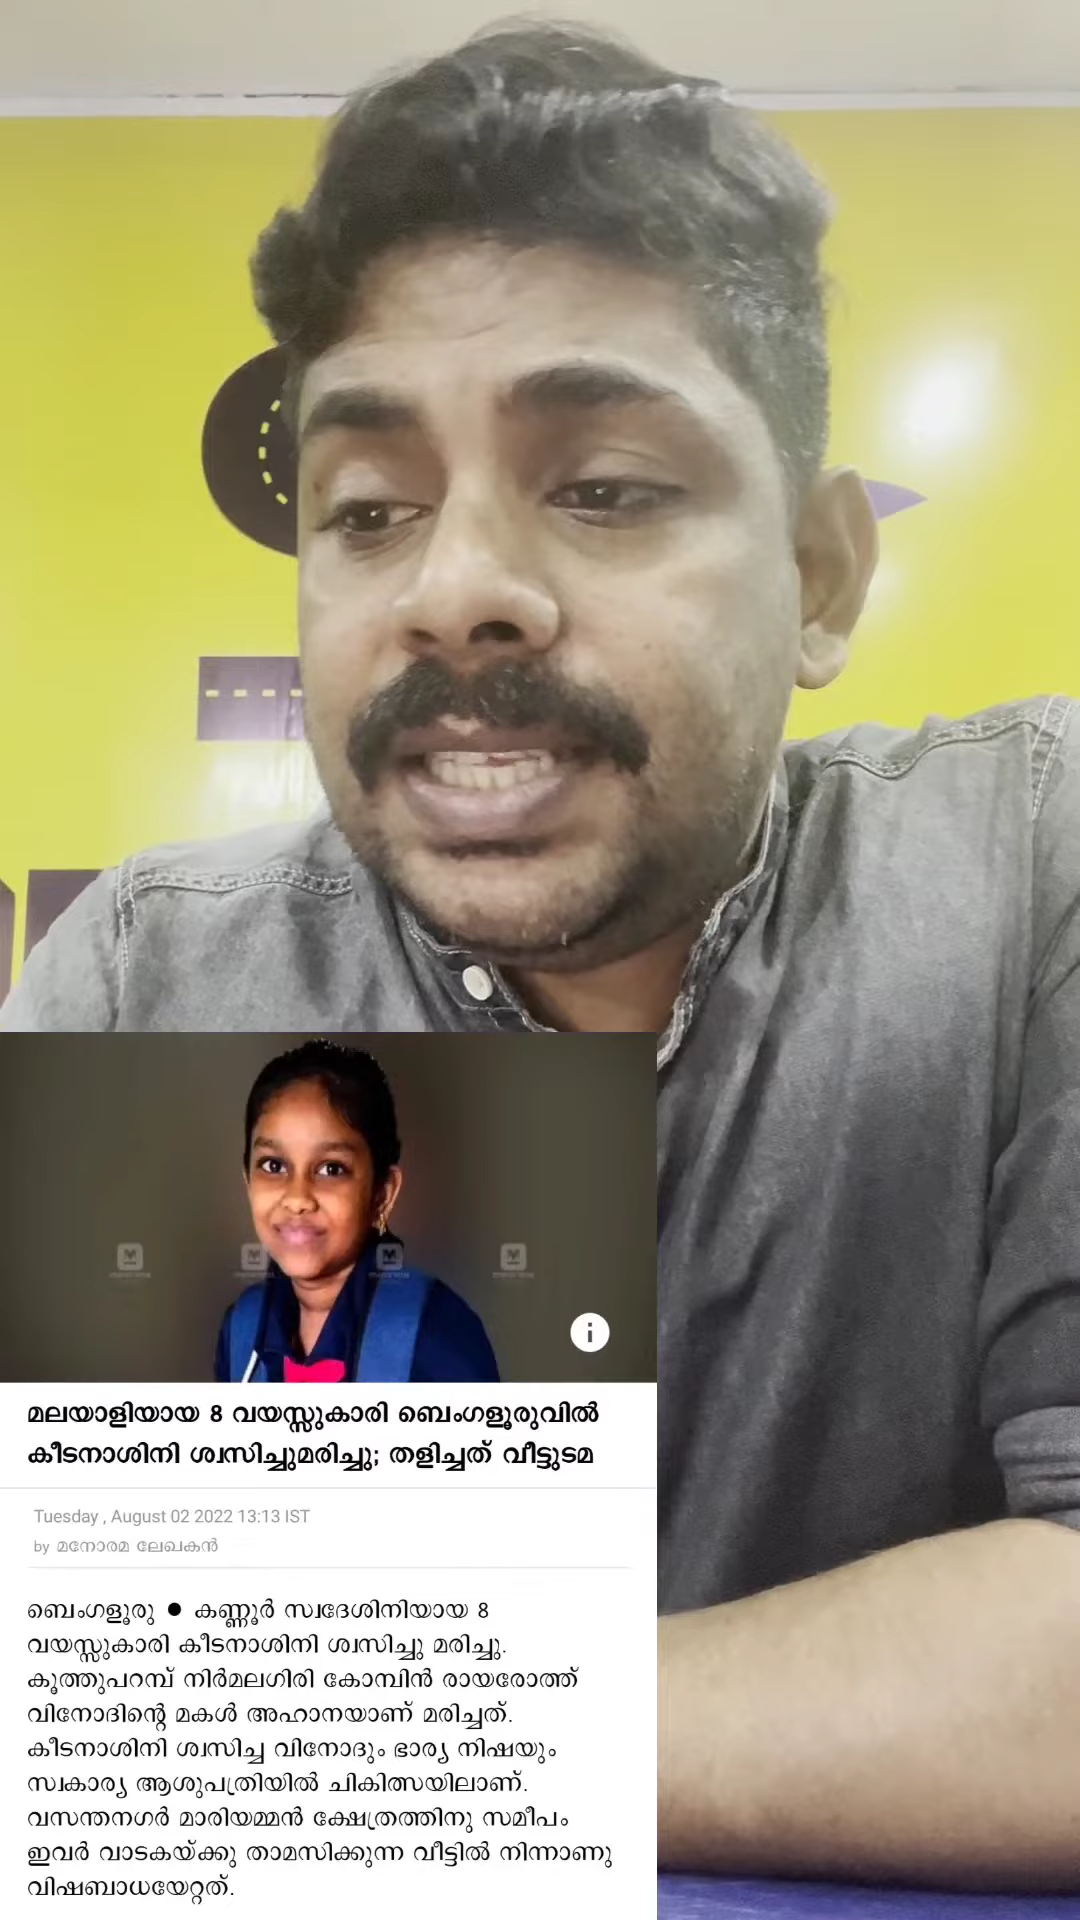 മലയാളിയായ 8 വയസ്സുകാരി ബെംഗളൂരുവിൽ
കീടനാശിനി ശ്വസിച്ചുമരിച്ചു; തളിച്ചത് വീട്ടുടമ
Tuesday , August 02 2022 13:13 IST
by മനോരമ ലേഖകൻ
ബെംഗളൂരു ● കണ്ണൂർ സ്വദേശിനിയായ 8
വയസ്സുകാരി കീടനാശിനി ശ്വസിച്ചു മരിച്ചു.
കൂത്തുപറമ്പ് നിർമലഗിരി കോമ്പിൻ രായരോത്ത്
വിനോദിന്റെ മകൾ അഹാനയാണ് മരിച്ചത്.
കീടനാശിനി ശ്വസിച്ച വിനോദും ഭാര്യ നിഷയും
സ്വകാര്യ ആശുപത്രിയിൽ ചികിത്സയിലാണ്.
വസന്തനഗർ മാരിയമ്മൻ ക്ഷേത്രത്തിനു സമീപം
ഇവർ വാടകയ്ക്കു താമസിക്കുന്ന വീട്ടിൽ നിന്നാണു
വിഷബാധയേറ്റത്.